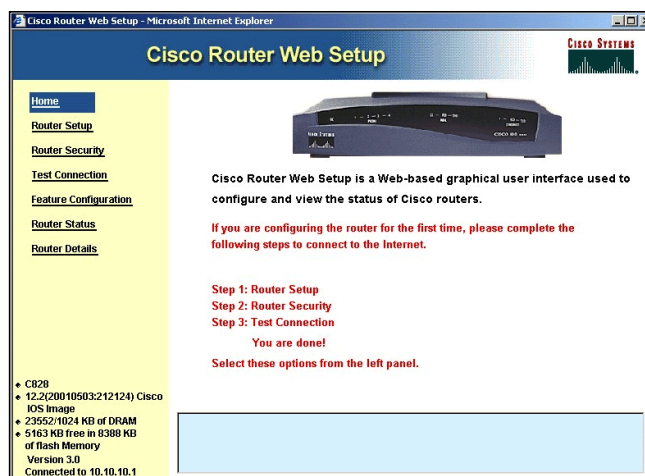 Cisco Router Web Setup - Microsoft Internet Explorer
Cisco Router Web Setup
CISCO SYSTEMS
Home
Router Setup
Router Security
Test Connection
Feature Configuration
Router Status
Router Details
Cisco Router Web Setup is a Web-based graphical user interface used to
configure and view the status of Cisco routers.
If you are configuring the router for the first time, please complete the
following steps to connect to the Internet.
Step 1: Router Setup
Step 2: Router Security
Step 3: Test Connection
You are done!
Select these options from the left panel.
C828
12.2(20010503:212124) Cisco
IOS Image
23552/1024 KB of DRAM
5163 KB free in 8388 KB
of flash Memory
Version 3.0
Connected to 10.10.10.1